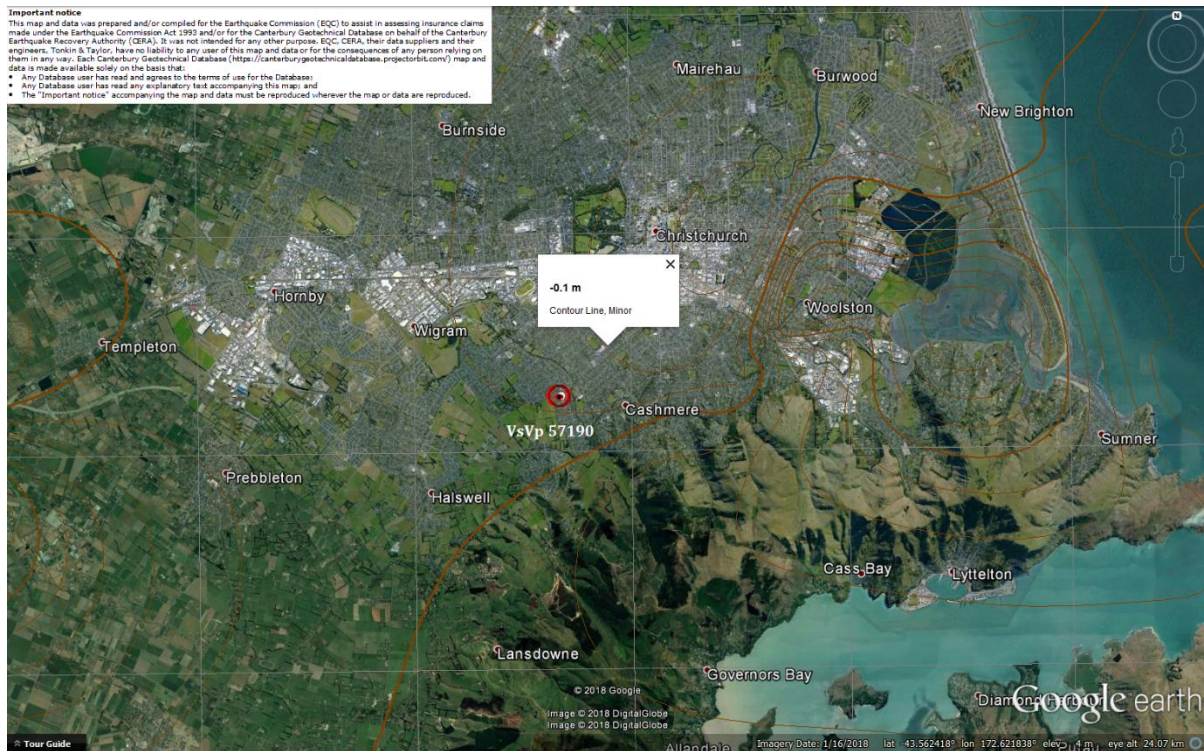 Important notice
This map and data was prepared and/or compiled for the Earthquake Commission (EQC) to assist in assessing insurance claims
made under the Earthquake Commission Act 1993 and/or for the Canterbury Geotechnical Database on behalf of the Canterbury
Earthquake Recovery Authority (CERA). It was not intended for any other purpose. EQC, CERA, their data suppliers and their
engineers, Tonkin & Taylor, have no liability to any user of this map and data or for the consequences of any person relying on
them in any way. Each Canterbury Geotechnical Database (https://canterburygeotechnicaldatabase.projectorbit.com/) map and
data is made available solely on the basis that:
• Any Database user has read and agrees to the terms of use for the Database;
• Any Database user has read any explanatory text accompanying this map; and
• The "Important notice" accompanying the map and data must be reproduced wherever the map or data are reproduced.
N
Mairehau
Burwood
New Brighton
Burnside
Christchurch
-0.1 m
Contour Line, Minor
Hornby
Woolston
Wigram
Templeton
Cashmere
VsVp 57190
Sumner
Prebbleton
Halswell
Cass Bay
Lyttelton
Lansdowne
Governors Bay
© 2018 Google
Image © 2018 DigitalGlobe
Image © 2018 DigitalGlobe
Google earth
Tour Guide
Allandale
Imagery Date: 1/16/2018 lat -43.562418° lon 172.621838° elev 4 m eye alt 24.07 km